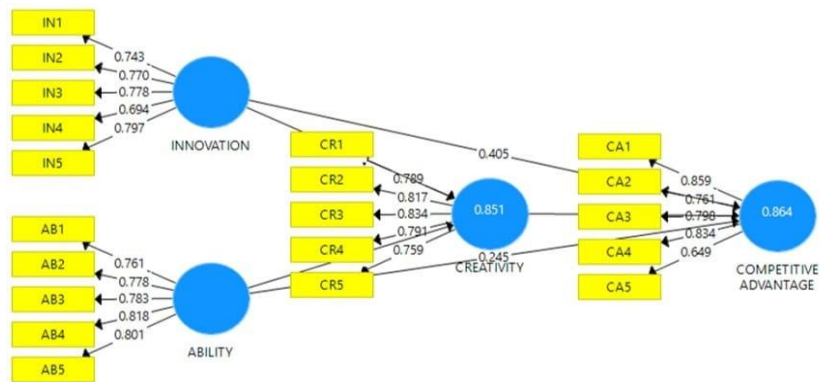 IN1
IN2
IN3
IN4
IN5
0.743
0.770
0.778
0.694
0.797
INNOVATION
AB1
AB2
AB3
AB4
AB5
0.761
0.778
0.783
0.818
0.801
ABILITY
CR1
CR2
CR3
CR4
CR5
0.789
0.817
0.834
0.791
0.759
0.851
CREATIVITY
0.405
0.245
CA1
CA2
CA3
CA4
CA5
0.859
0.761
0.798
0.834
0.649
0.864
COMPETITIVE
ADVANTAGE